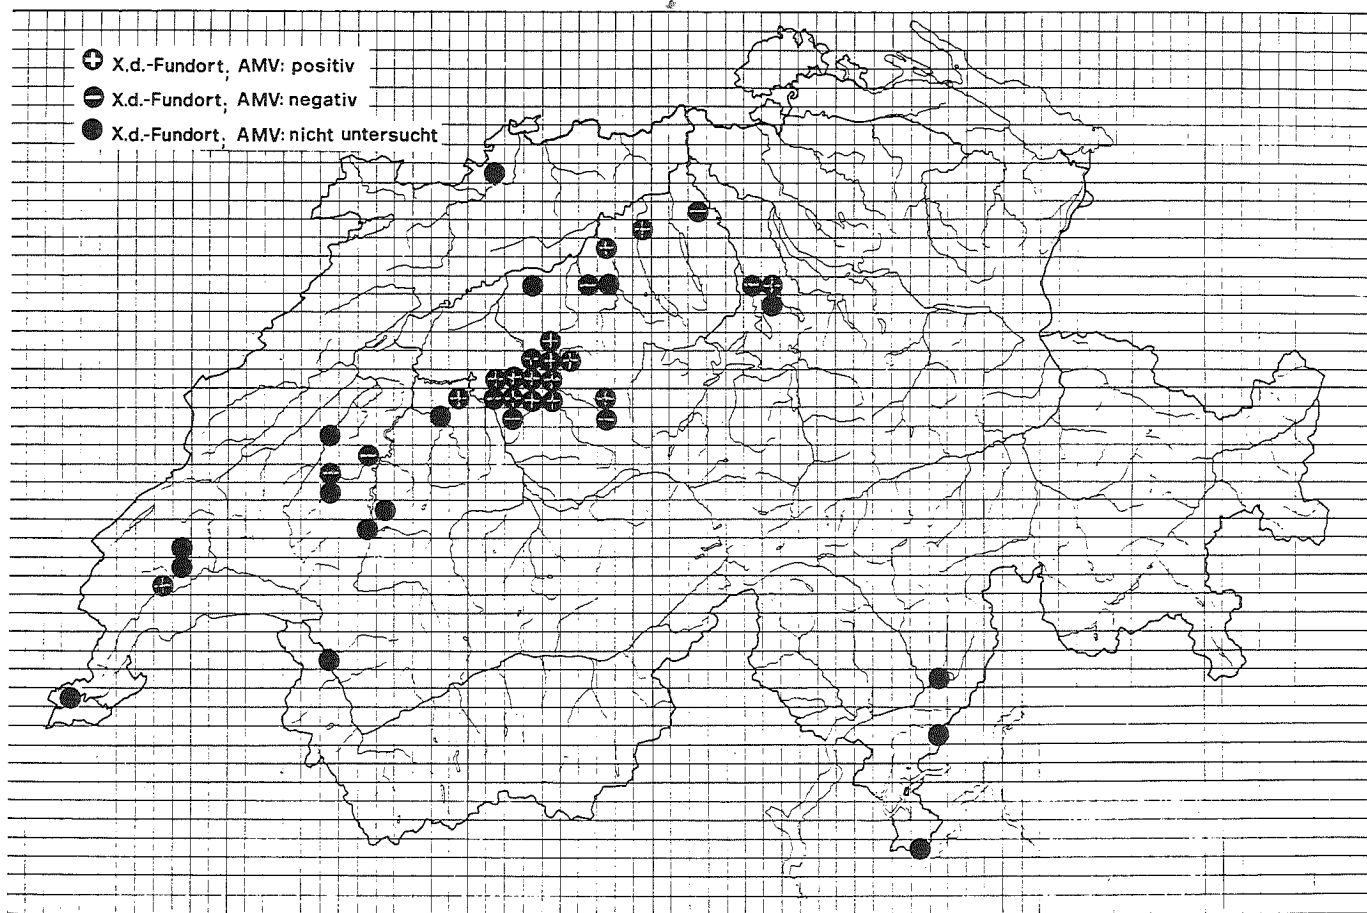 X.d.-Fundort, AMV: positiv
X.d.-Fundort, AMV: negativ
X.d.-Fundort, AMV: nicht untersucht